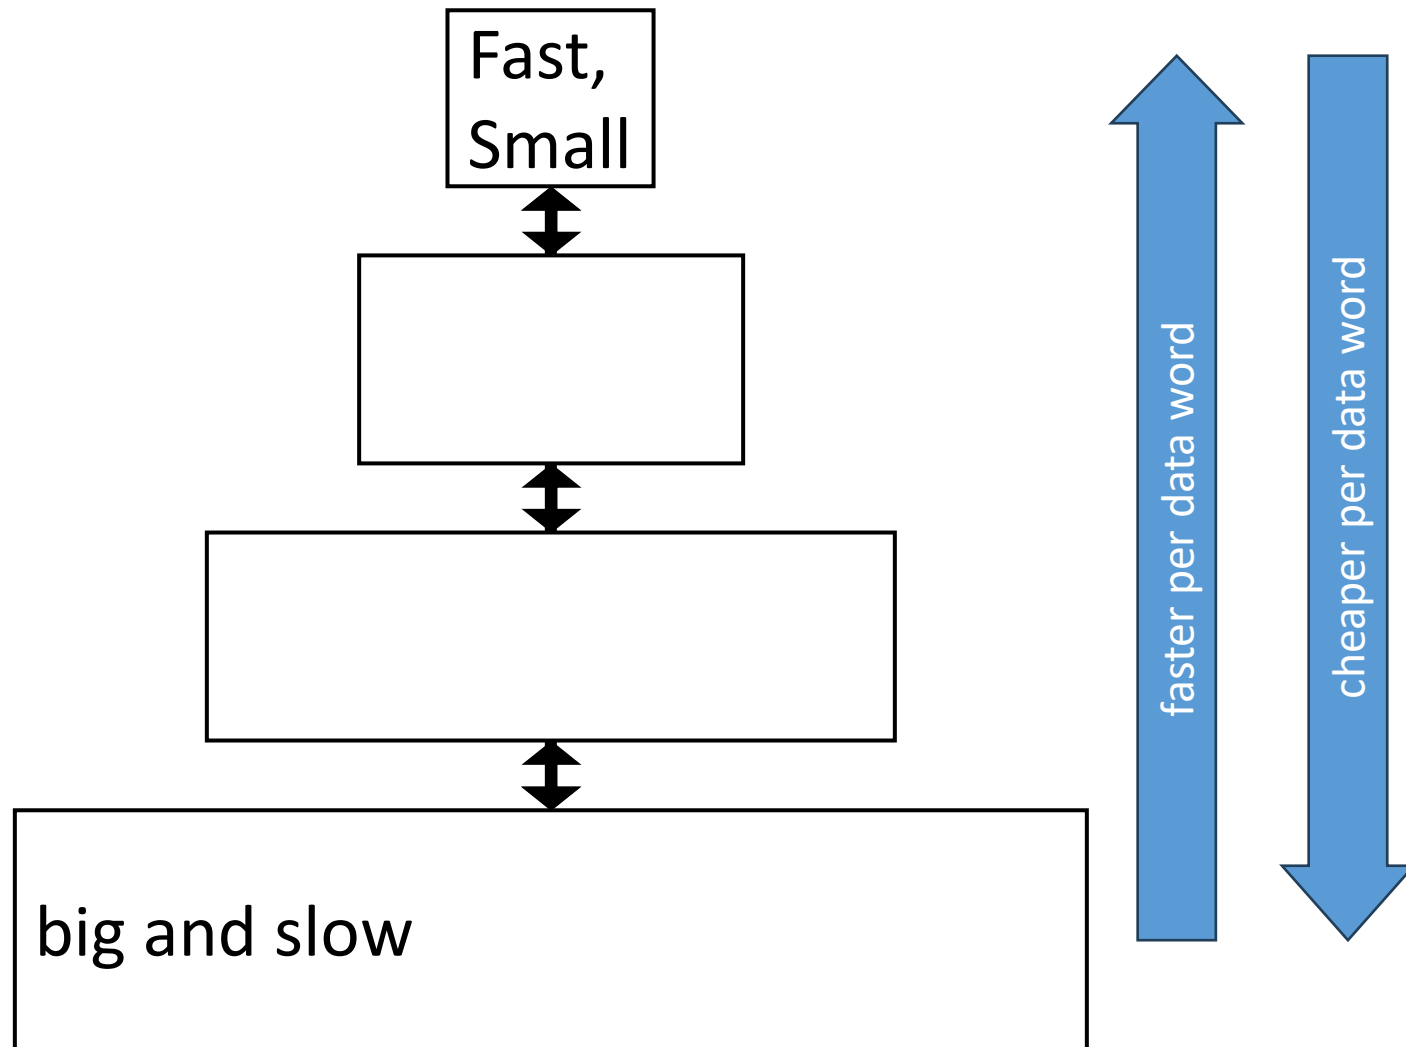 Fast,
Small
big and slow
faster per data word
cheaper per data word